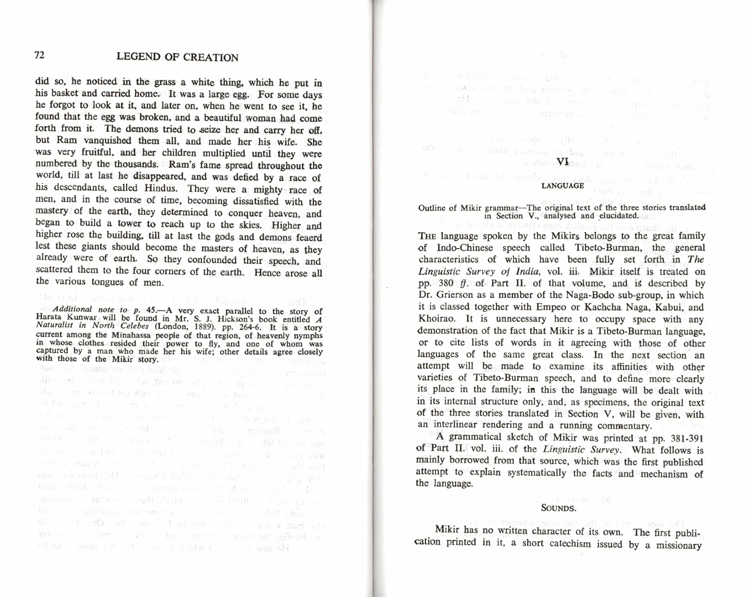 72
LEGEND OF CREATION
did so, he noticed in the grass a white thing, which he put in
his basket and carried home. It was a large egg. For some days
he forgot to look at it, and later on, when he went to see it, he
found that the egg was broken, and a beautiful woman had come
forth from it. The demons tried to seize her and carry her off,
but Ram vanquished them all, and made her his wife. She
was very fruitful, and her children multiplied until they were
numbered by the thousands. Ram's fame spread throughout the
world, till at last he disappeared, and was defied by a race of
his descendants, called Hindus. They were a mighty race of
men, and in the course of time, becoming dissatisfied with the
mastery of the earth, they determined to conquer heaven, and
began to build a tower to reach up to the skies. Higher and
higher rose the building, till at last the gods and demons feaerd
lest these giants should become the masters of heaven, as they
already were of earth. So they confounded their speech, and
scattered them to the four corners of the earth. Hence arose all
the various tongues of men.
Additional note to p. 45.—A very exact parallel to the story of
Harata Kunwar will be found in Mr. S. J. Hickson's book entitled A
Naturalist in North Celebes (London, 1889). pp. 264-6. It is a story
current among the Minahassa people of that region, of heavenly nymphs
in whose clothes resided their power to fly, and one of whom was
captured by a man who made her his wife; other details agree closely
with those of the Mikir story.
VI
LANGUAGE
Outline of Mikir grammar—The original text of the three stories translated
in Section V., analysed and elucidated.
THE language spoken by the Mikirs belongs to the great family
of Indo-Chinese speech called Tibeto-Burman, the general
characteristics of which have been fully set forth in The
Linguistic Survey of India, vol. iii. Mikir itself is treated on
pp. 380 ff. of Part II. of that volume, and is described by
Dr. Grierson as a member of the Naga-Bodo sub-group, in which
it is classed together with Empeo or Kachcha Naga, Kabui, and
Khoirao. It is unnecessary here to occupy space with any
demonstration of the fact that Mikir is a Tibeto-Burman language,
or to cite lists of words in it agreeing with those of other
languages of the same great class. In the next section an
attempt will be made to examine its affinities with other
varieties of Tibeto-Burman speech, and to define more clearly
its place in the family; in this the language will be dealt with
in its internal structure only, and, as specimens, the original text
of the three stories translated in Section V, will be given, with
an interlinear rendering and a running commentary.
A grammatical sketch of Mikir was printed at pp. 381-391
of Part II. vol. iii. of the Linguistic Survey. What follows is
mainly borrowed from that source, which was the first published
attempt to explain systematically the facts and mechanism of
the language.
SOUNDS.
Mikir has no written character of its own. The first publi-
cation printed in it, a short catechism issued by a missionary